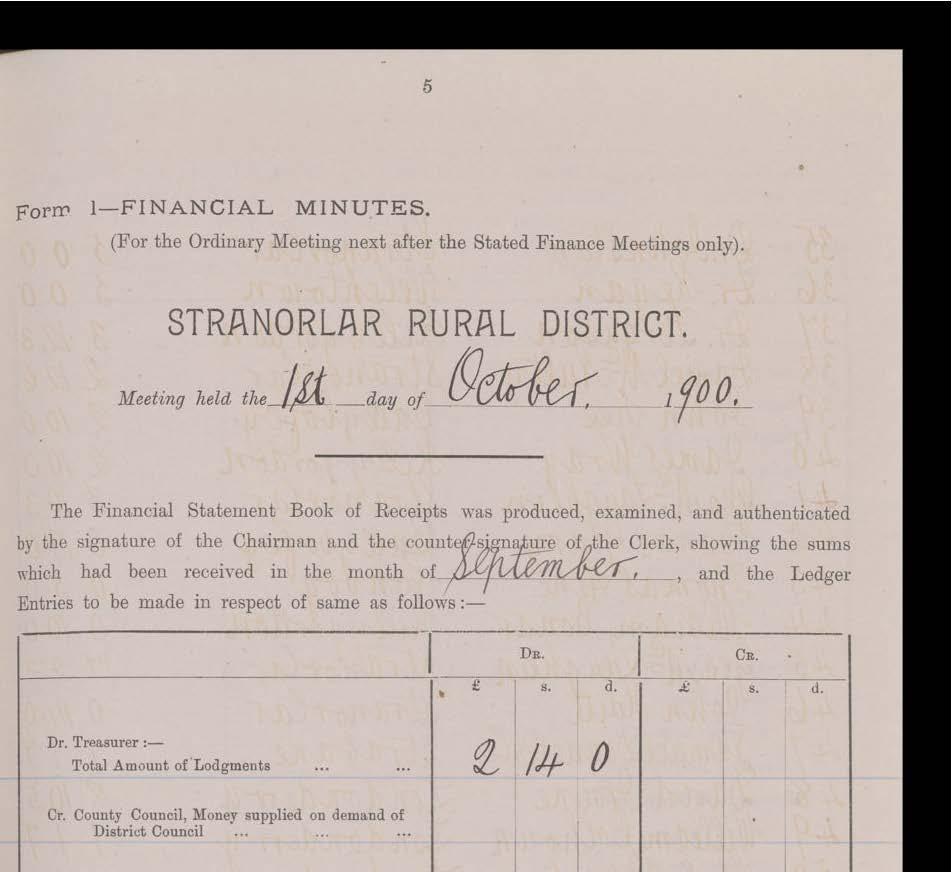 5
Form 1—FINANCIAL MINUTES.
(For the Ordinary Meeting next after the Stated Finance Meetings only).
STRANORLAR RURAL DISTRICT.
Meeting held the 1st day of October. 1900.
The Financial Statement Book of Receipts was produced, examined, and authenticated
by the signature of the Chairman and the counter-signature of the Clerk, showing the sums
which had been received in the month of September. , and the Ledger
Entries to be made in respect of same as follows:—
DR. CR.
£ s. d. £ s. d.
Dr. Treasurer:—
Total Amount of Lodgments ... ... 2 14 0
Cr. County Council, Money supplied on demand of
District Council ... ... ...